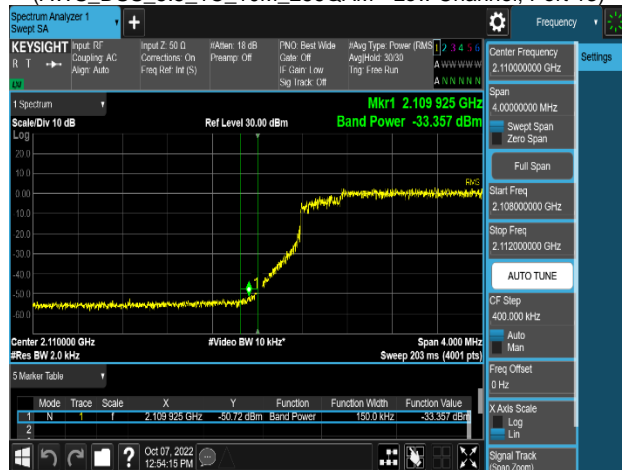 Spectrum Analyzer 1
Swept SA
Frequency
KEYSIGHT
R T
Input: RF
Coupling: AC
Align: Auto
Input Z: 50 Ω
Corrections: On
Freq Ref: Int (S)
#Atten: 18 dB
Preamp: Off
PNO: Best Wide
Gate: Off
IF Gain: Low
Sig Track: Off
#Avg Type: Power (RMS
Avg|Hold: 30/30
Trig: Free Run
1 2 3 4 5 6
A W W W W W
A N N N N N
Center Frequency
2.110000000 GHz
Settings
Span
4.00000000 MHz
Swept Span
Zero Span
Full Span
Start Freq
2.108000000 GHz
Stop Freq
2.112000000 GHz
AUTO TUNE
CF Step
400.000 kHz
Auto
Man
Freq Offset
0 Hz
X Axis Scale
Log
Lin
Signal Track
(Span Zoom)
1 Spectrum
Scale/Div 10 dB
Log
Ref Level 30.00 dBm
Mkr1 2.109 925 GHz
Band Power -33.357 dBm
20.0
10.0
0.00
-10.0
-20.0
-30.0
-40.0
-50.0
-60.0
RMS
1
Center 2.110000 GHz
#Res BW 2.0 kHz
#Video BW 10 kHz*
Span 4.000 MHz
Sweep 203 ms (4001 pts)
5 Marker Table
Mode Trace Scale X Y Function Function Width Function Value
1 N 1 f 2.109 925 GHz -50.72 dBm Band Power 150.0 kHz -33.357 dBm
2
Oct 07, 2022
12:54:15 PM